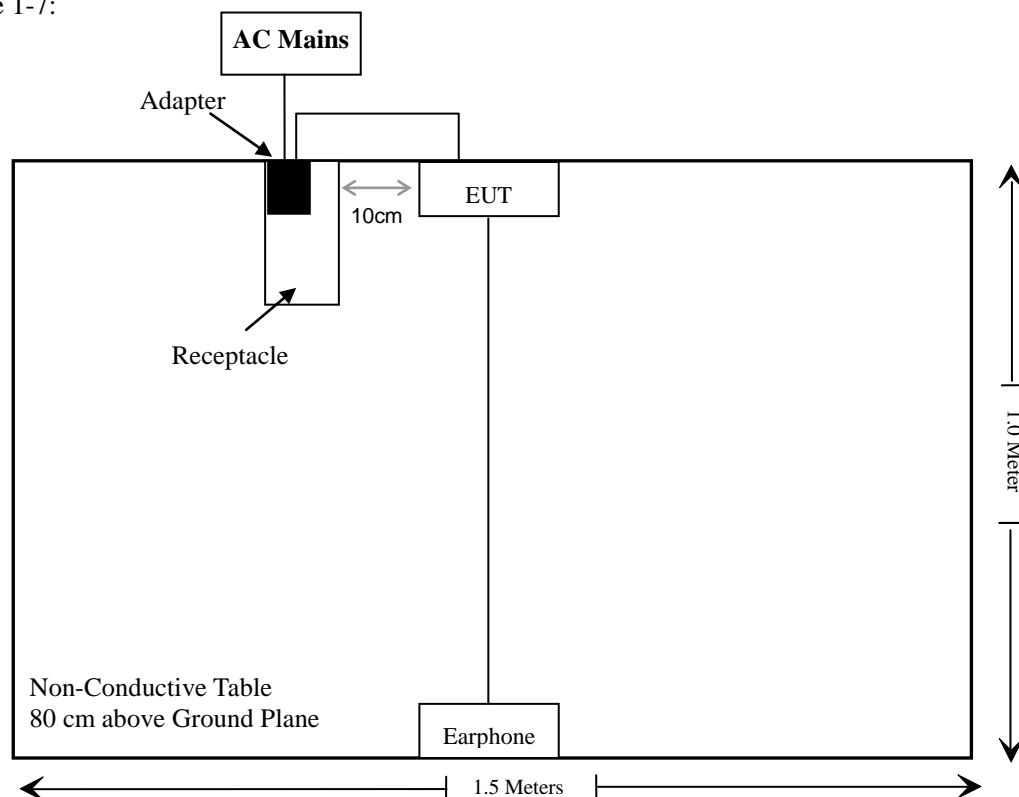 1-7:
AC Mains
Adapter
EUT
10cm
Receptacle
1.0 Meter
Non-Conductive Table
80 cm above Ground Plane
Earphone
1.5 Meters